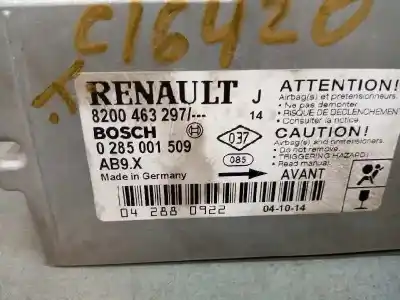 C16420
RENAULT J
8200 463 297/--- 14
BOSCH
0 285 001 509
AB9.X
Made in Germany
037
085
ATTENTION!
Airbag(s) et pretensionneurs.
• Ne pas demonter.
• RISQUE DE DECLENCHEMENT
• Consulter la notice.
CAUTION!
Airbag(s) and pretensioners.
• Do not remove.
• TRIGGERING HAZARD!
• Read manual.
AVANT
04 288 0922
04-10-14